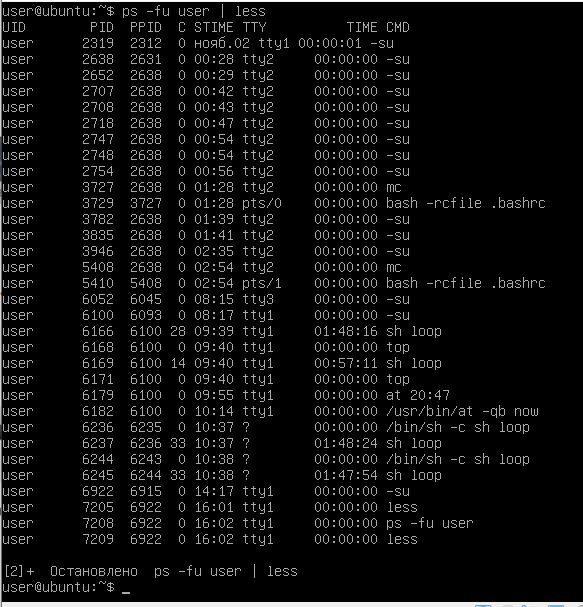 user@ubuntu:~$ ps -fu user | less
UID        PID  PPID  C STIME TTY          TIME CMD
user      2319  2312  0 нояб.02 tty1 00:00:01 -su
user      2638  2631  0 00:28 tty2     00:00:00 -su
user      2652  2638  0 00:29 tty2     00:00:00 -su
user      2707  2638  0 00:42 tty2     00:00:00 -su
user      2708  2638  0 00:43 tty2     00:00:00 -su
user      2718  2638  0 00:47 tty2     00:00:00 -su
user      2747  2638  0 00:54 tty2     00:00:00 -su
user      2748  2638  0 00:54 tty2     00:00:00 -su
user      2754  2638  0 00:56 tty2     00:00:00 -su
user      3727  2638  0 01:28 tty2     00:00:00 mc
user      3729  3727  0 01:28 pts/0    00:00:00 bash -rcfile .bashrc
user      3782  2638  0 01:39 tty2     00:00:00 -su
user      3835  2638  0 01:41 tty2     00:00:00 -su
user      3946  2638  0 02:35 tty2     00:00:00 -su
user      5408  2638  0 02:54 tty2     00:00:00 mc
user      5410  5408  0 02:54 pts/1    00:00:00 bash -rcfile .bashrc
user      6052  6045  0 08:15 tty3     00:00:00 -su
user      6100  6093  0 08:17 tty1     00:00:00 -su
user      6166  6100 28 09:39 tty1     01:48:16 sh loop
user      6168  6100  0 09:40 tty1     00:00:00 top
user      6169  6100 14 09:40 tty1     00:57:11 sh loop
user      6171  6100  0 09:40 tty1     00:00:00 top
user      6179  6100  0 09:55 tty1     00:00:00 at 20:47
user      6182  6100  0 10:14 tty1     00:00:00 /usr/bin/at -qb now
user      6236  6235  0 10:37 ?        00:00:00 /bin/sh -c sh loop
user      6237  6236 33 10:37 ?        01:48:24 sh loop
user      6244  6243  0 10:38 ?        00:00:00 /bin/sh -c sh loop
user      6245  6244 33 10:38 ?        01:47:54 sh loop
user      6922  6915  0 14:17 tty1     00:00:00 -su
user      7205  6922  0 16:01 tty1     00:00:00 less
user      7208  6922  0 16:02 tty1     00:00:00 ps -fu user
user      7209  6922  0 16:02 tty1     00:00:00 less
[2]+  Остановлено  ps -fu user | less
user@ubuntu:~$ _